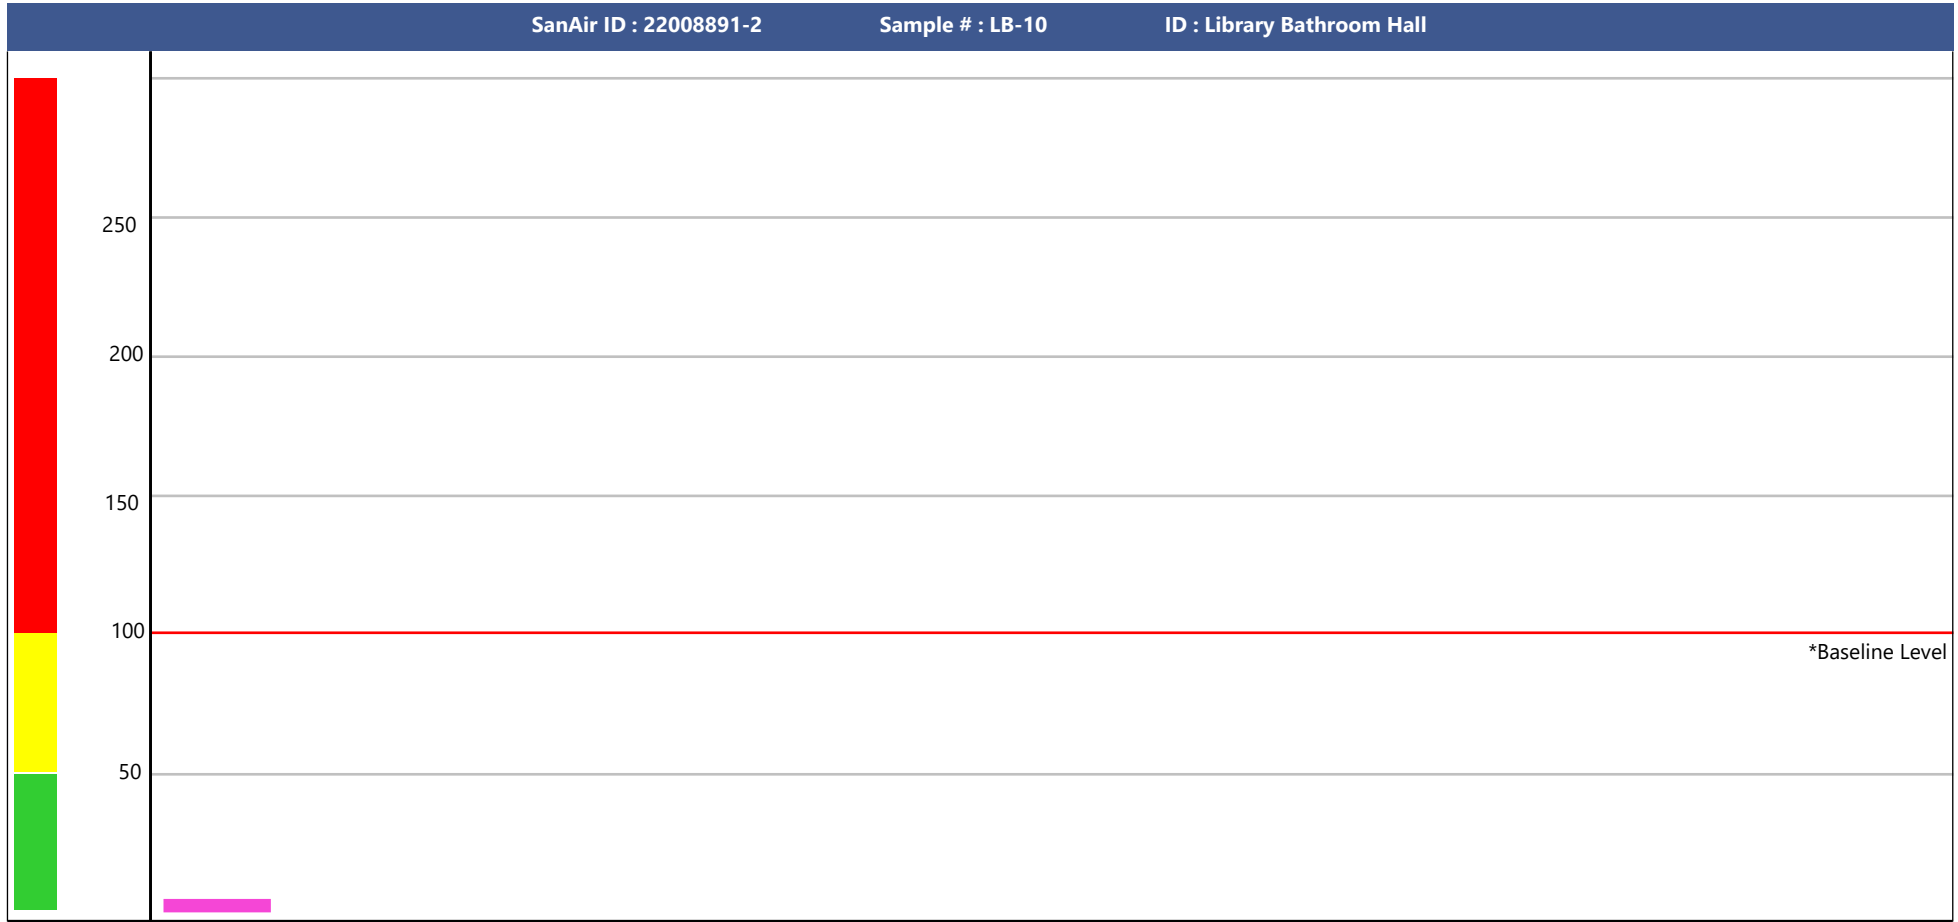 SanAir ID : 22008891-2 Sample # : LB-10 ID : Library Bathroom Hall
250
200
150
100
*Baseline Level
50